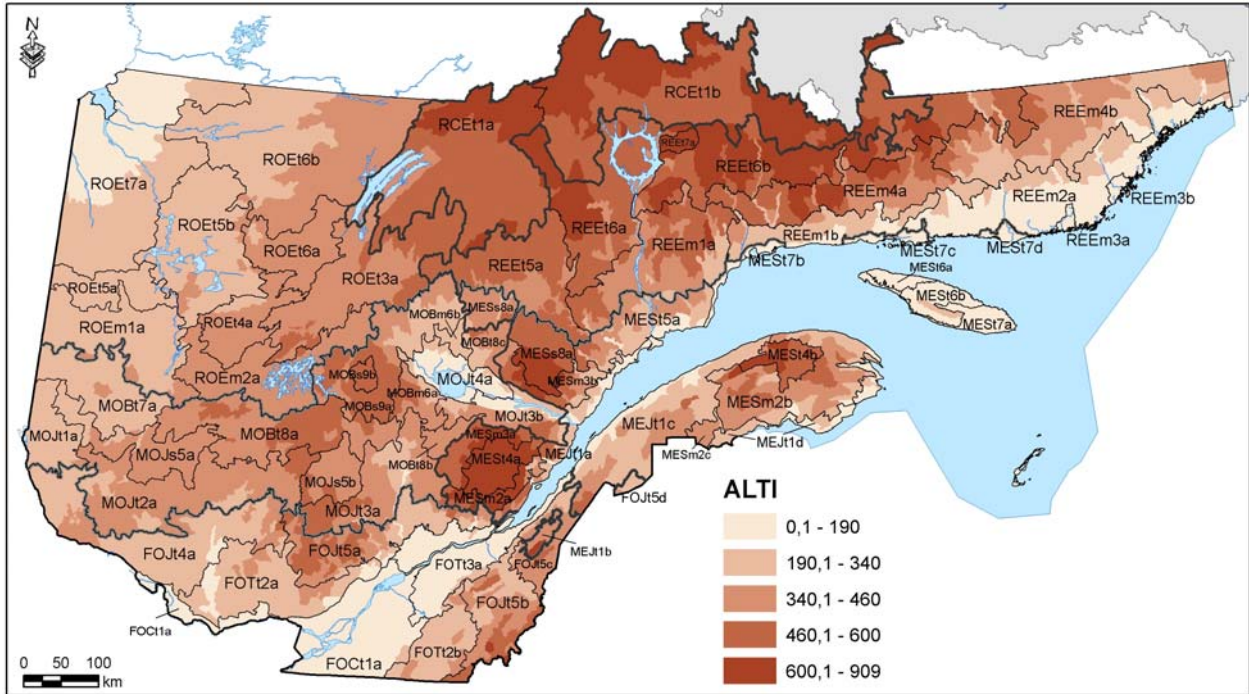 N
RCEt1b
RCEt1a
REEt7a
REEm4b
ROEt6b
REEt6b
ROEt7a
REEm4a
REEm2a
REEm3b
ROEt5b
REEt6a
REEm1a
REEm1b
MESt7c
MESt7d
REEm3a
ROEt6a
MESt7b
ROEt3a
REEt5a
MESt6a
ROEt5a
MESt6b
MESt7a
ROEm1a
ROEt4a
MOBm6b
MESs8a
MESt5a
MOBt8c
MESs8a
MESt4b
ROEm2a
MOBs9b
MOJt4a
MESm3b
MOBm6a
MESm2b
MOBt7a
MOBs9a
MOJt3b
MEJt1c
MOJt1a
MOBt8a
MESm3a
MEJt1a
MEJt1d
MESm2c
MOJs5a
MESt4a
MOBt8b
MOJs5b
FOJt5d
MOJt2a
MESm2a
MOJt3a
FOJt4a
FOJt5a
MEJt1b
FOTt3a
FOJt5c
FOTt2a
FOJt5b
FOCt1a
FOTt2b
FOCt1a
ALTI
0,1 - 190
190,1 - 340
340,1 - 460
460,1 - 600
600,1 - 909
0 50 100
km